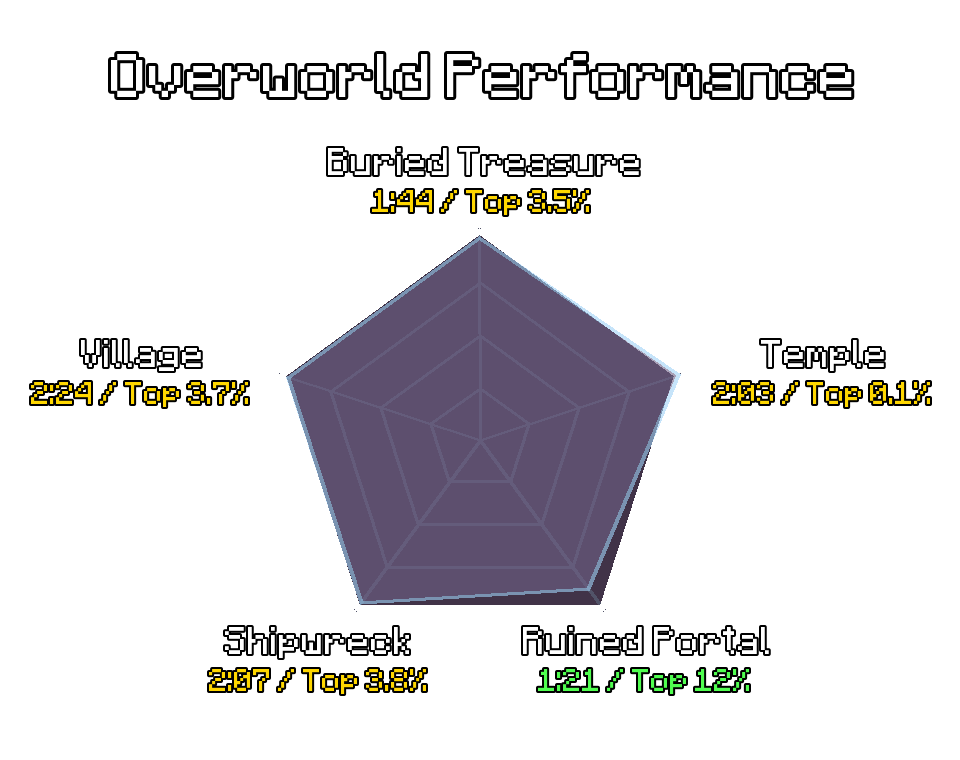 Overworld Performance
Buried Treasure
1:44 / Top 3.5%
Village
2:24 / Top 3.7%
Temple
2:03 / Top 0.1%
Shipwreck
2:07 / Top 3.8%
Ruined Portal
1:21 / Top 12%